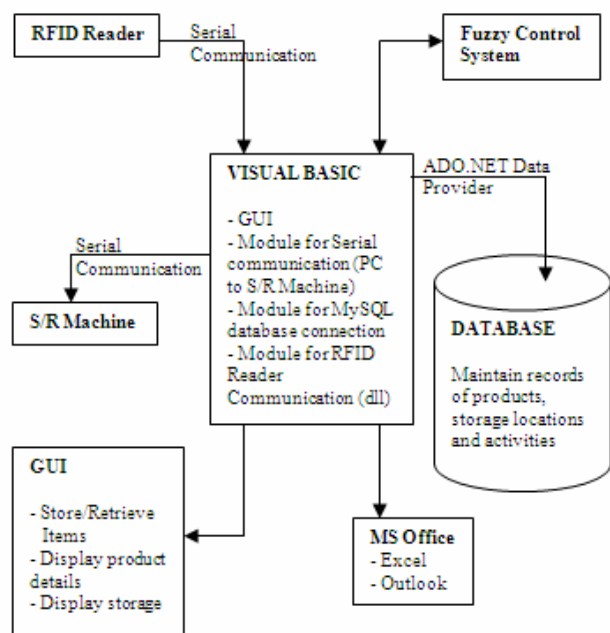 RFID Reader
Serial
Communication
Fuzzy Control
System
VISUAL BASIC
- GUI
- Module for Serial
communication (PC
to S/R Machine)
- Module for MySQL
database connection
- Module for RFID
Reader
Communication (dll)
ADO.NET Data
Provider
Serial
Communication
S/R Machine
DATABASE
Maintain records
of products,
storage locations
and activities
GUI
- Store/Retrieve
Items
- Display product
details
- Display storage
MS Office
- Excel
- Outlook